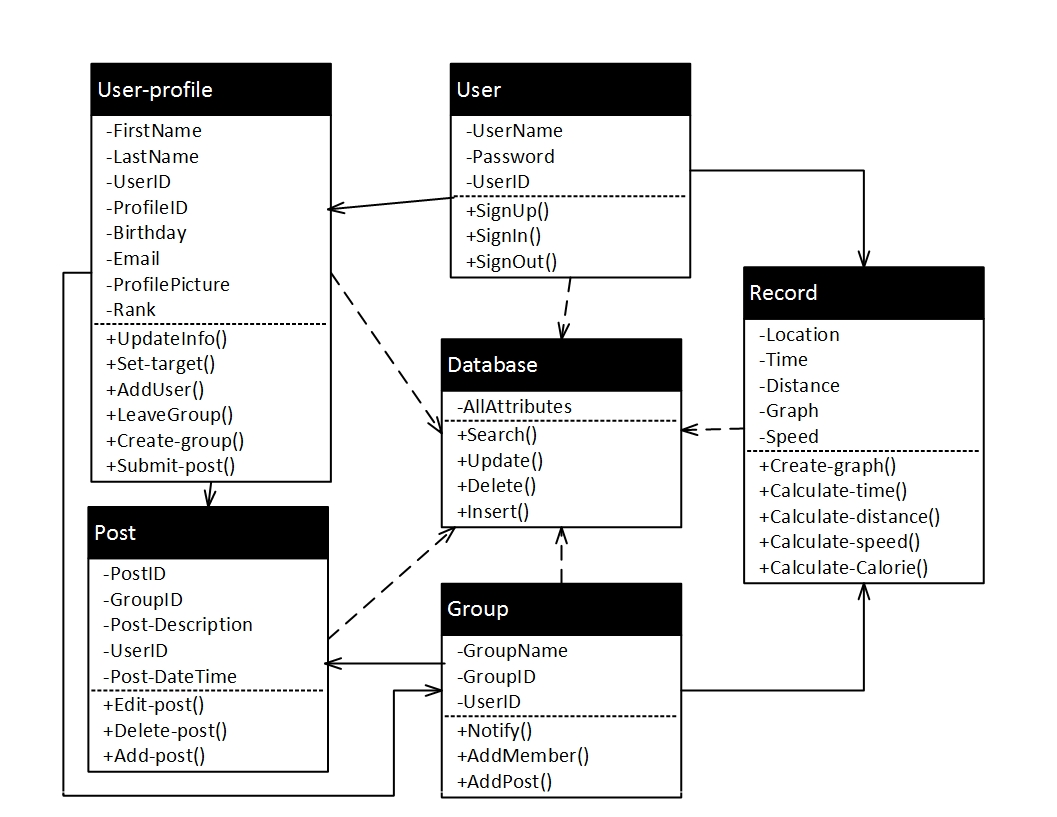 User-profile
-FirstName
-LastName
-UserID
-ProfileID
-Birthday
-Email
-ProfilePicture
-Rank
+UpdateInfo()
+Set-target()
+AddUser()
+LeaveGroup()
+Create-group()
+Submit-post()
User
-UserName
-Password
-UserID
+SignUp()
+SignIn()
+SignOut()
Record
-Location
-Time
-Distance
-Graph
-Speed
+Create-graph()
+Calculate-time()
+Calculate-distance()
+Calculate-speed()
+Calculate-Calorie()
Database
-AllAttributes
+Search()
+Update()
+Delete()
+Insert()
Post
-PostID
-GroupID
-Post-Description
-UserID
-Post-DateTime
+Edit-post()
+Delete-post()
+Add-post()
Group
-GroupName
-GroupID
-UserID
+Notify()
+AddMember()
+AddPost()